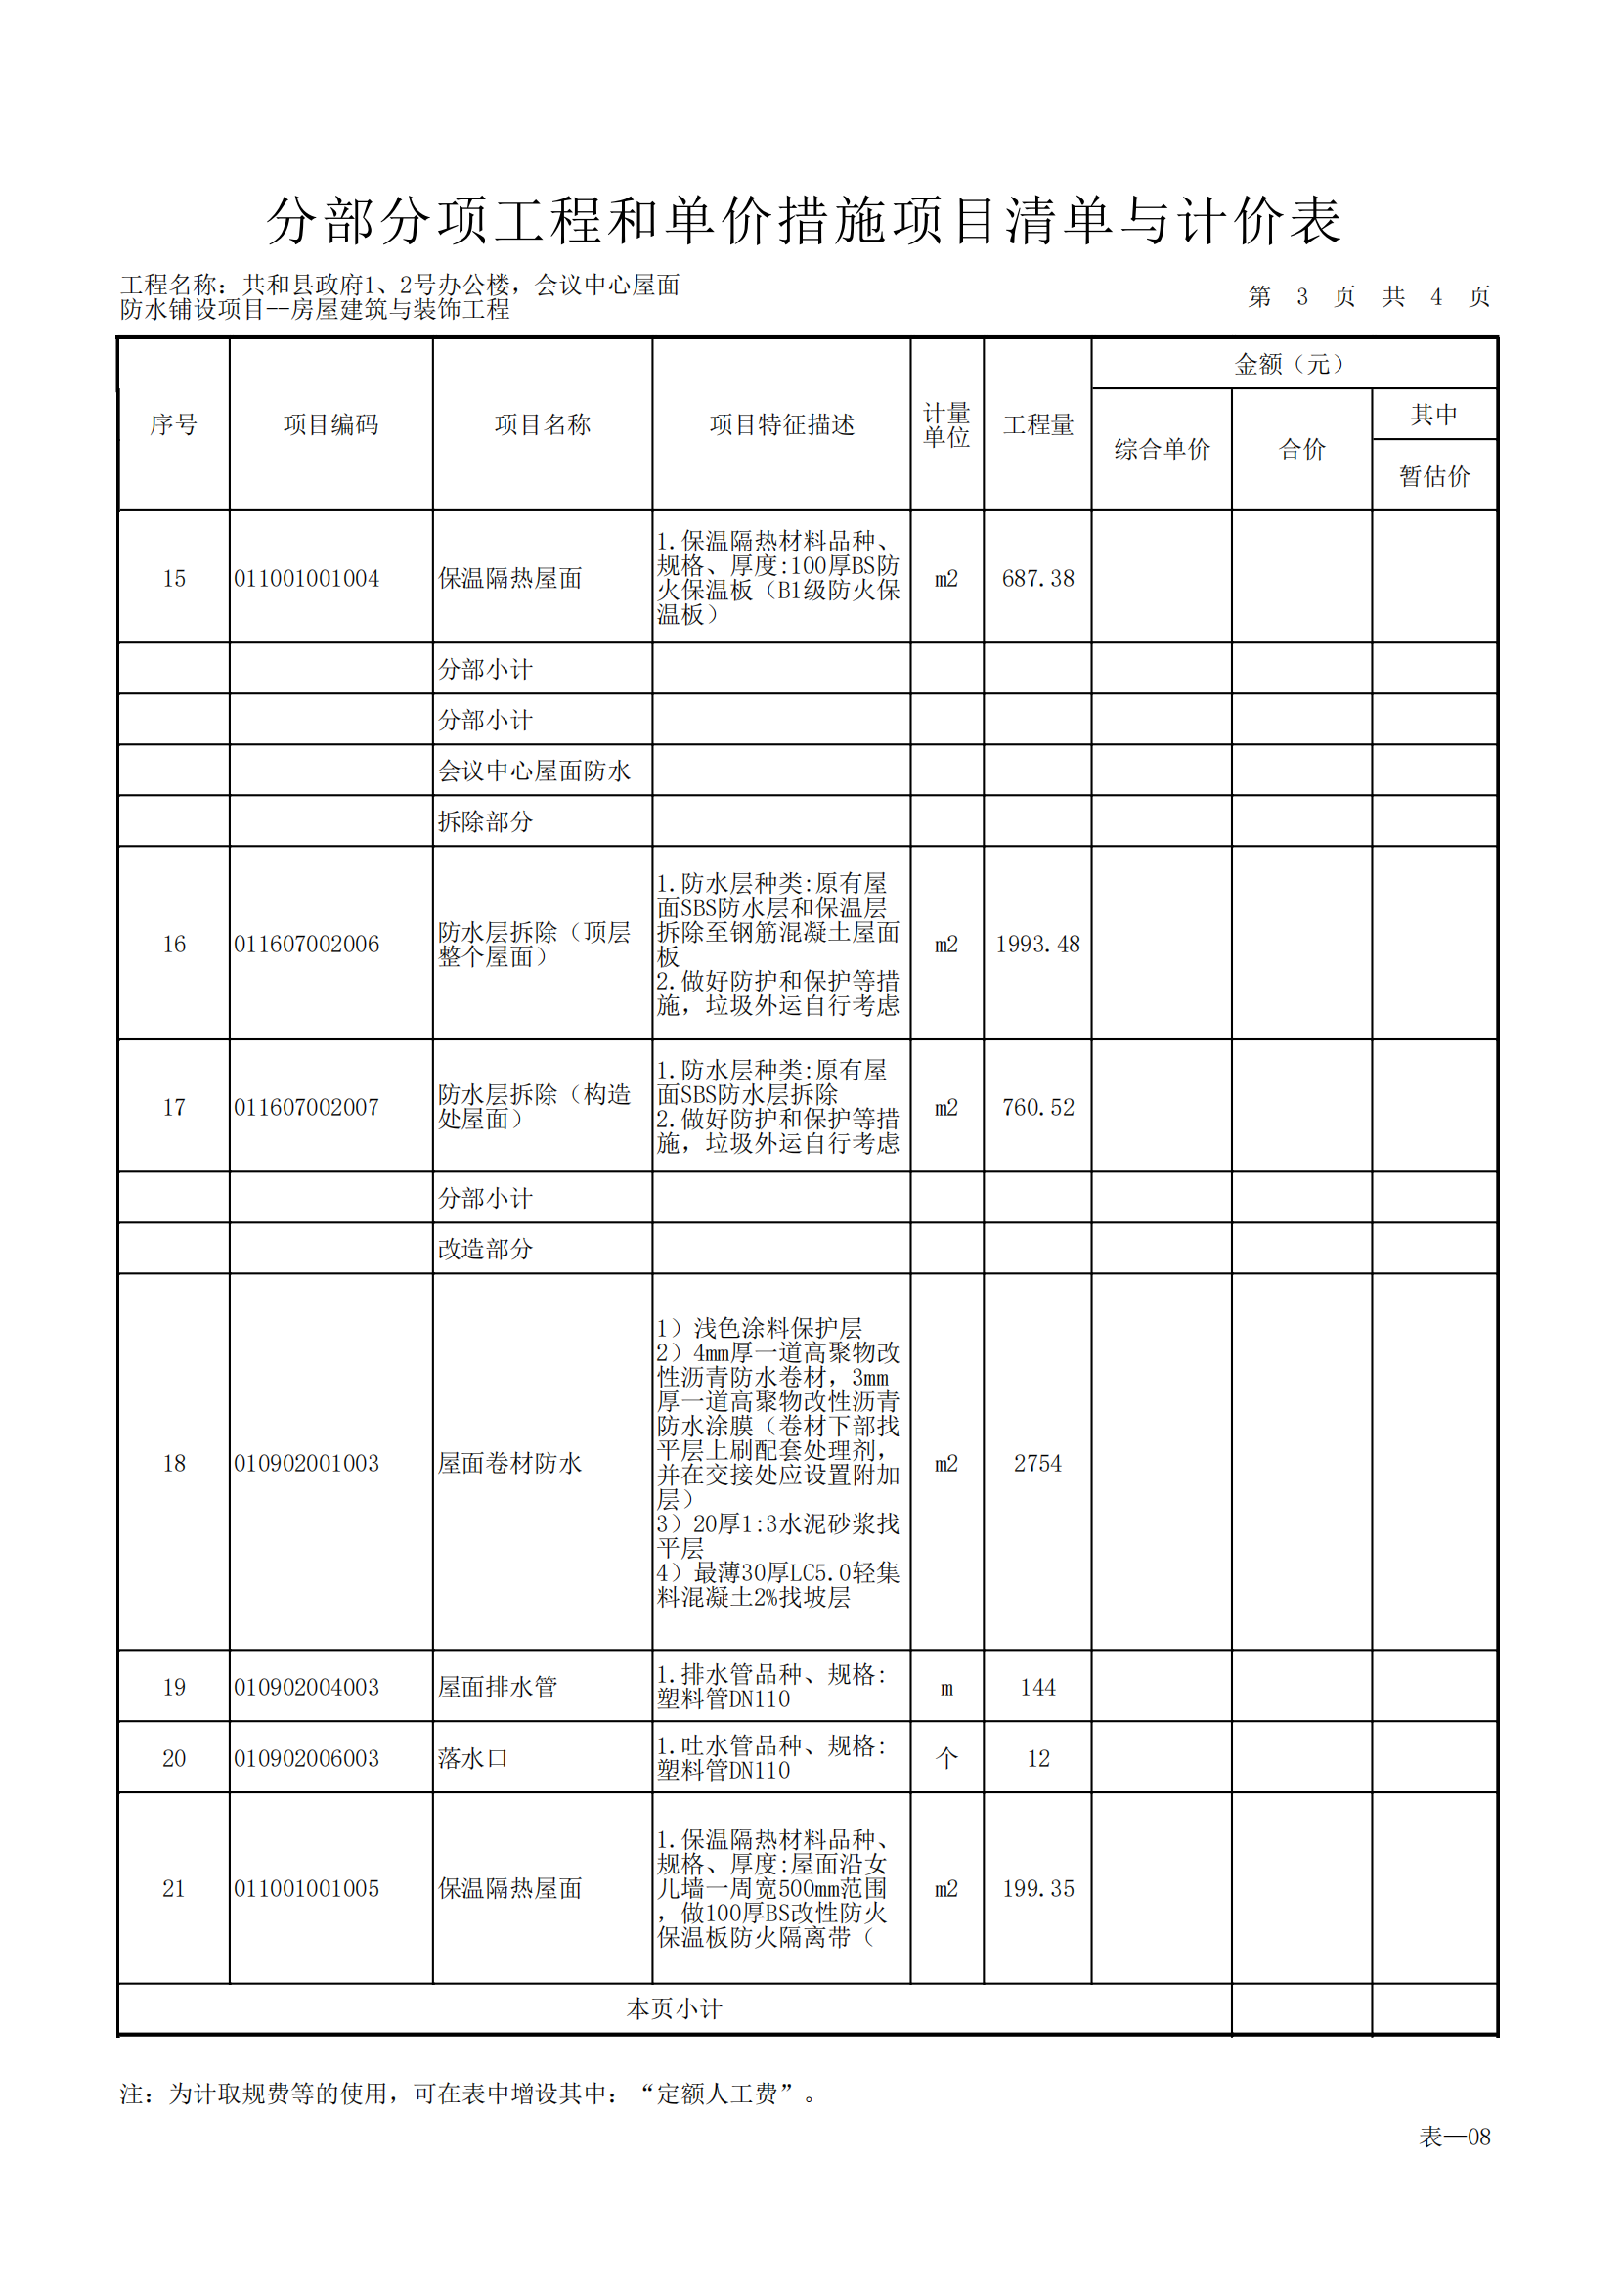 分部分项工程和单价措施项目清单与计价表
工程名称：共和县政府1、2号办公楼，会议中心屋面
防水铺设项目--房屋建筑与装饰工程
第 3 页 共 4 页
序号
项目编码
项目名称
项目特征描述
计量
单位
工程量
金额（元）
综合单价
合价
其中
暂估价
15
011001001004
保温隔热屋面
1.保温隔热材料品种、
规格、厚度:100厚BS防
火保温板（B1级防火保
温板）
m2
687.38
分部小计
分部小计
会议中心屋面防水
拆除部分
16
011607002006
防水层拆除（顶层
整个屋面）
1.防水层种类:原有屋
面SBS防水层和保温层
拆除至钢筋混凝土屋面
板
2.做好防护和保护等措
施，垃圾外运自行考虑
m2
1993.48
17
011607002007
防水层拆除（构造
处屋面）
1.防水层种类:原有屋
面SBS防水层拆除
2.做好防护和保护等措
施，垃圾外运自行考虑
m2
760.52
分部小计
改造部分
18
010902001003
屋面卷材防水
1）浅色涂料保护层
2）4mm厚一道高聚物改
性沥青防水卷材，3mm
厚一道高聚物改性沥青
防水涂膜（卷材下部找
平层上刷配套处理剂，
并在交接处应设置附加
层）
3）20厚1:3水泥砂浆找
平层
4）最薄30厚LC5.0轻集
料混凝土2%找坡层
m2
2754
19
010902004003
屋面排水管
1.排水管品种、规格:
塑料管DN110
m
144
20
010902006003
落水口
1.吐水管品种、规格:
塑料管DN110
个
12
21
011001001005
保温隔热屋面
1.保温隔热材料品种、
规格、厚度:屋面沿女
儿墙一周宽500mm范围
，做100厚BS改性防火
保温板防火隔离带（
m2
199.35
本页小计
注：为计取规费等的使用，可在表中增设其中：“定额人工费”。
表—08